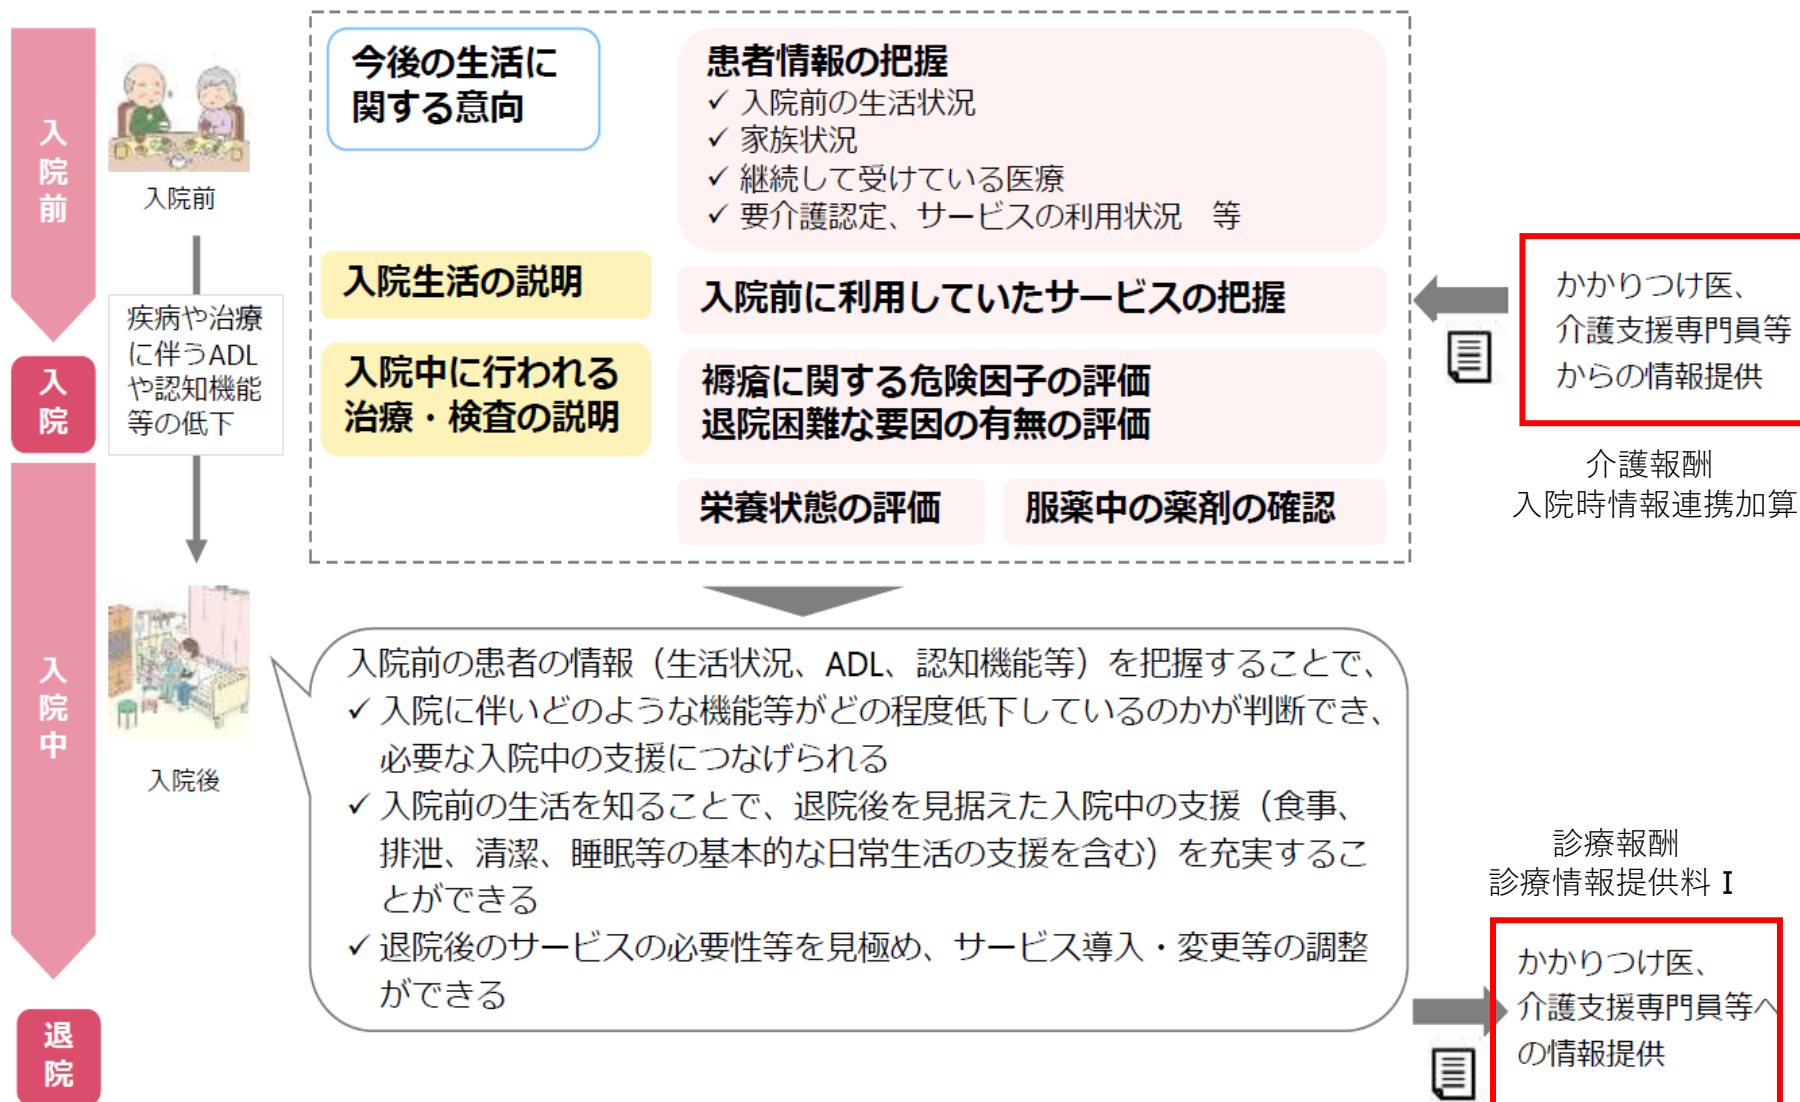 入院前
入院
入院中
退院
入院前
疾病や治療
に伴うADL
や認知機能
等の低下
入院後
今後の生活に
関する意向
患者情報の把握
✓ 入院前の生活状況
✓ 家族状況
✓ 継続して受けている医療
✓ 要介護認定、サービスの利用状況　等
入院生活の説明
入院前に利用していたサービスの把握
入院中に行われる
治療・検査の説明
褥瘡に関する危険因子の評価
退院困難な要因の有無の評価
栄養状態の評価
服薬中の薬剤の確認
かかりつけ医、
介護支援専門員等
からの情報提供
介護報酬
入院時情報連携加算
入院前の患者の情報（生活状況、ADL、認知機能等）を把握することで、
✓ 入院に伴いどのような機能等がどの程度低下しているのかが判断でき、
必要な入院中の支援につなげられる
✓ 入院前の生活を知ることで、退院後を見据えた入院中の支援（食事、
排泄、清潔、睡眠等の基本的な日常生活の支援を含む）を充実するこ
とができる
✓ 退院後のサービスの必要性等を見極め、サービス導入・変更等の調整
ができる
診療報酬
診療情報提供料 I
かかりつけ医、
介護支援専門員等へ
の情報提供